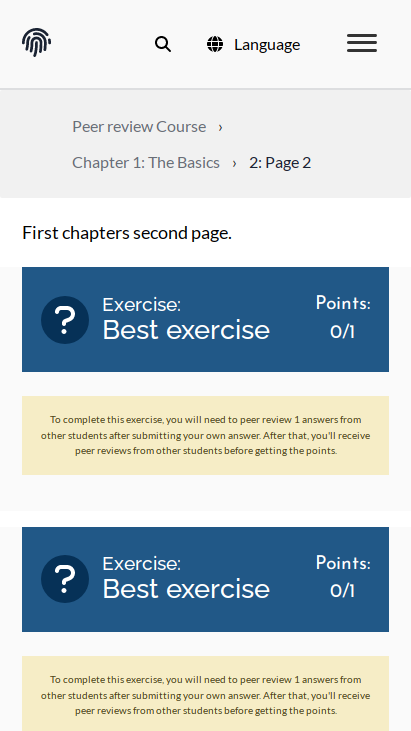 Language
Peer review Course ›
Chapter 1: The Basics › 2: Page 2
First chapters second page.
Exercise:
Best exercise
Points:
0/1
To complete this exercise, you will need to peer review 1 answers from
other students after submitting your own answer. After that, you'll receive
peer reviews from other students before getting the points.
Exercise:
Best exercise
Points:
0/1
To complete this exercise, you will need to peer review 1 answers from
other students after submitting your own answer. After that, you'll receive
peer reviews from other students before getting the points.